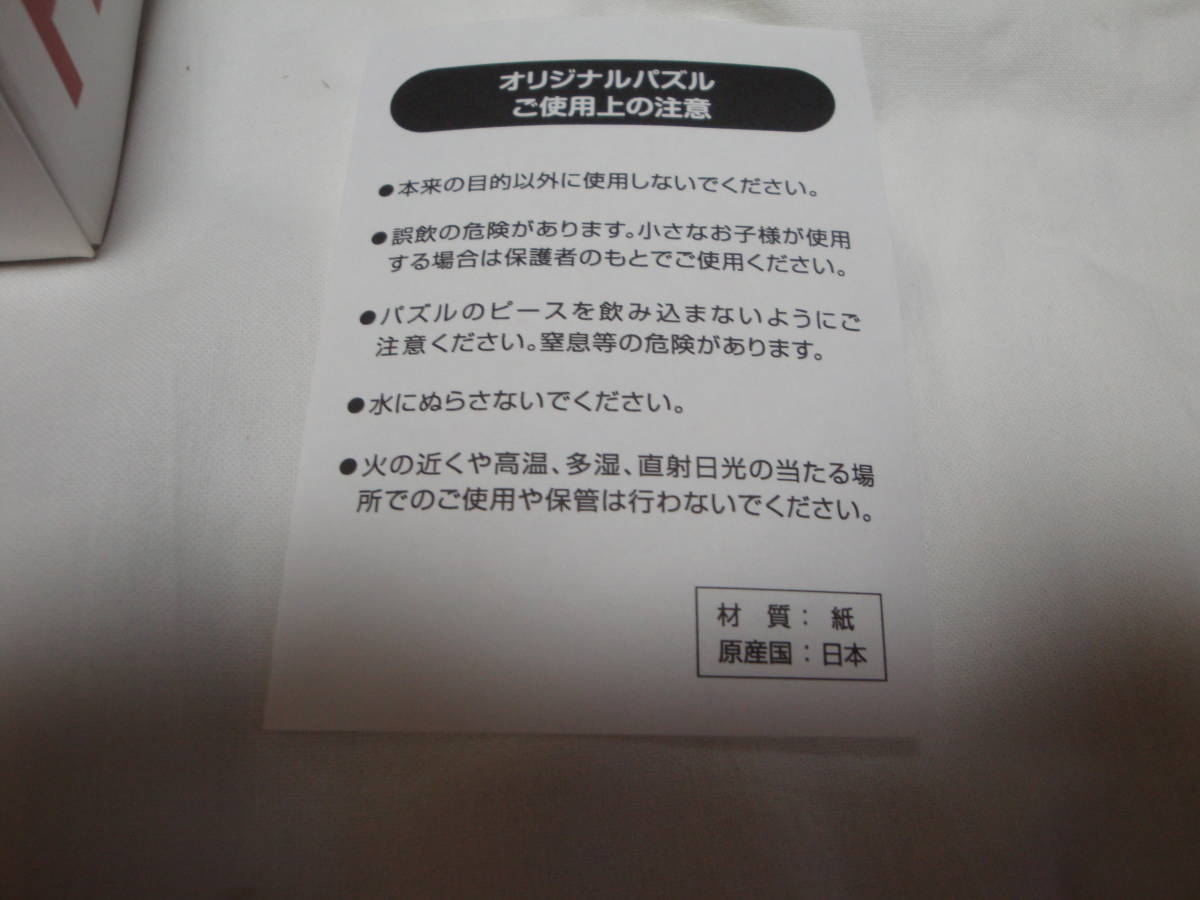 オリジナルパズル
ご使用上の注意
●本来の目的以外に使用しないでください。
●誤飲の危険があります。小さなお子様が使用
する場合は保護者のもとでご使用ください。
●パズルのピースを飲み込まないようにご
注意ください。窒息等の危険があります。
●水にぬらさないでください。
●火の近くや高温、多湿、直射日光の当たる場
所でのご使用や保管は行わないでください。
材　質： 紙
原産国：日本